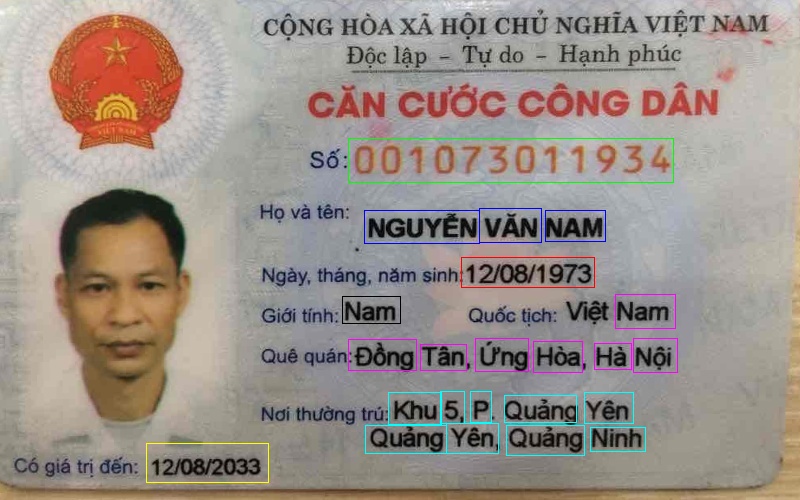 CỘNG HÒA XÃ HỘI CHỦ NGHĨA VIỆT NAM
Độc lập - Tự do - Hạnh phúc
CĂN CƯỚC CÔNG DÂN
Số: 001073011934
Họ và tên: NGUYỄN VĂN NAM
Ngày, tháng, năm sinh: 12/08/1973
Giới tính: Nam Quốc tịch: Việt Nam
Quê quán: Đồng Tân, Ứng Hòa, Hà Nội
Nơi thường trú: Khu 5, P. Quảng Yên
Quảng Yên, Quảng Ninh
Có giá trị đến: 12/08/2033
VIỆT NAM